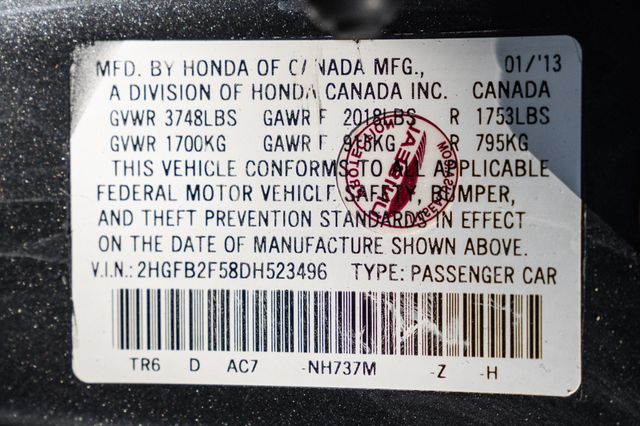 MFD. BY HONDA OF CANADA MFG., 01/'13
A DIVISION OF HONDA CANADA INC. CANADA
GVWR 3748LBS GAWR F 2018LBS R 1753LBS
GVWR 1700KG GAWR F 915KG R 795KG
THIS VEHICLE CONFORMS TO ALL APPLICABLE
FEDERAL MOTOR VEHICLE SAFETY, BUMPER,
AND THEFT PREVENTION STANDARDS IN EFFECT
ON THE DATE OF MANUFACTURE SHOWN ABOVE.
V.I.N.: 2HGFB2F58DH523496 TYPE: PASSENGER CAR
TR6 D AC7 -NH737M -Z -H